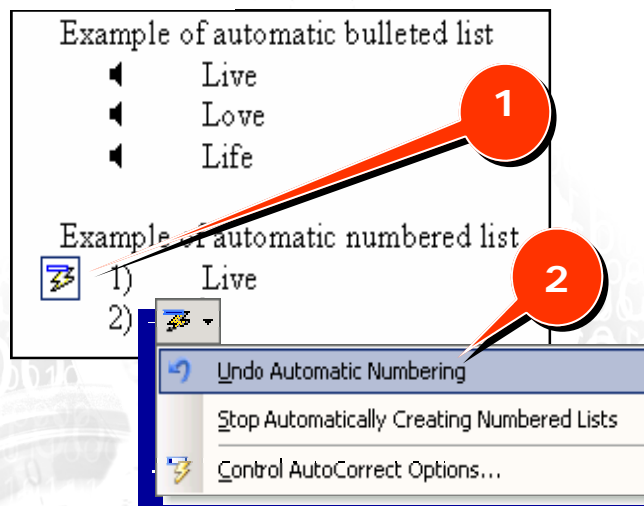 Example of automatic bulleted list
Live
Love
Life
1
Example of automatic numbered list
1) Live
2)
2
Undo Automatic Numbering
Stop Automatically Creating Numbered Lists
Control AutoCorrect Options...